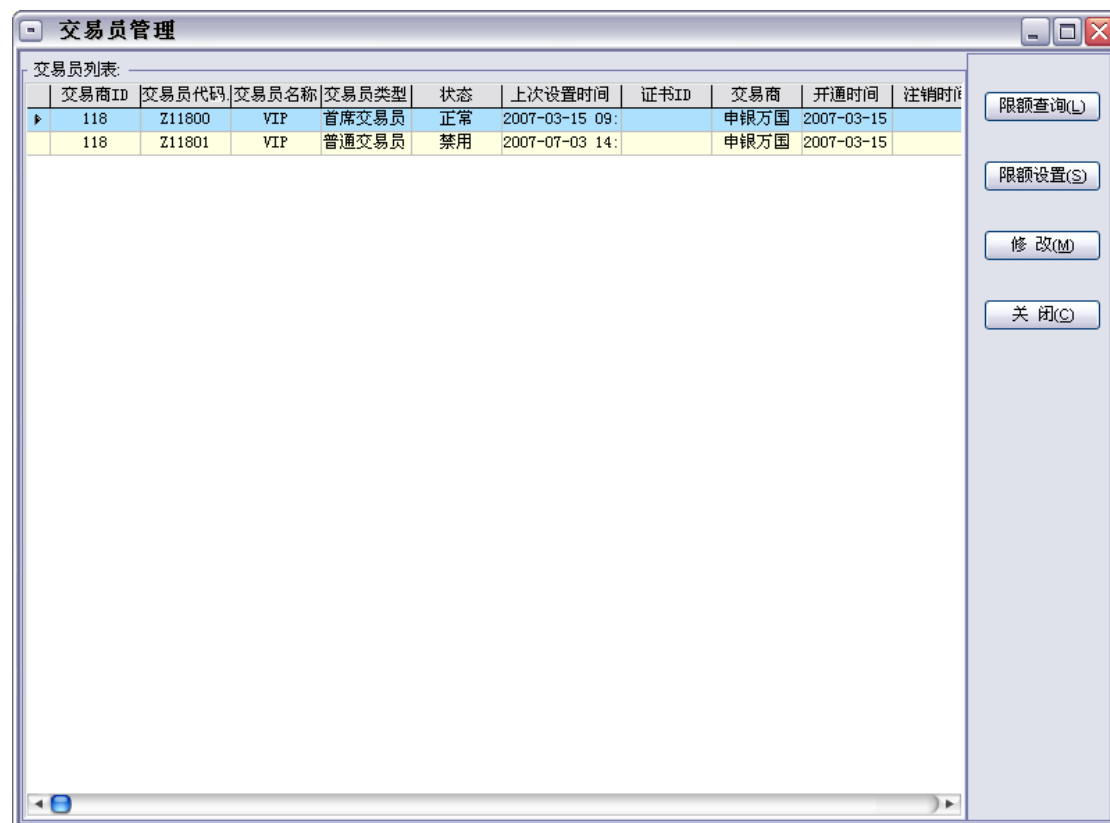 交易员管理
交易员列表:
交易商ID 交易员代码 交易员名称 交易员类型 状态 上次设置时间 证书ID 交易商 开通时间 注销时间
118 Z11800 VIP 首席交易员 正常 2007-03-15 09: 申银万国 2007-03-15
118 Z11801 VIP 普通交易员 禁用 2007-07-03 14: 申银万国 2007-03-15
限额查询(L)
限额设置(S)
修 改(M)
关 闭(C)